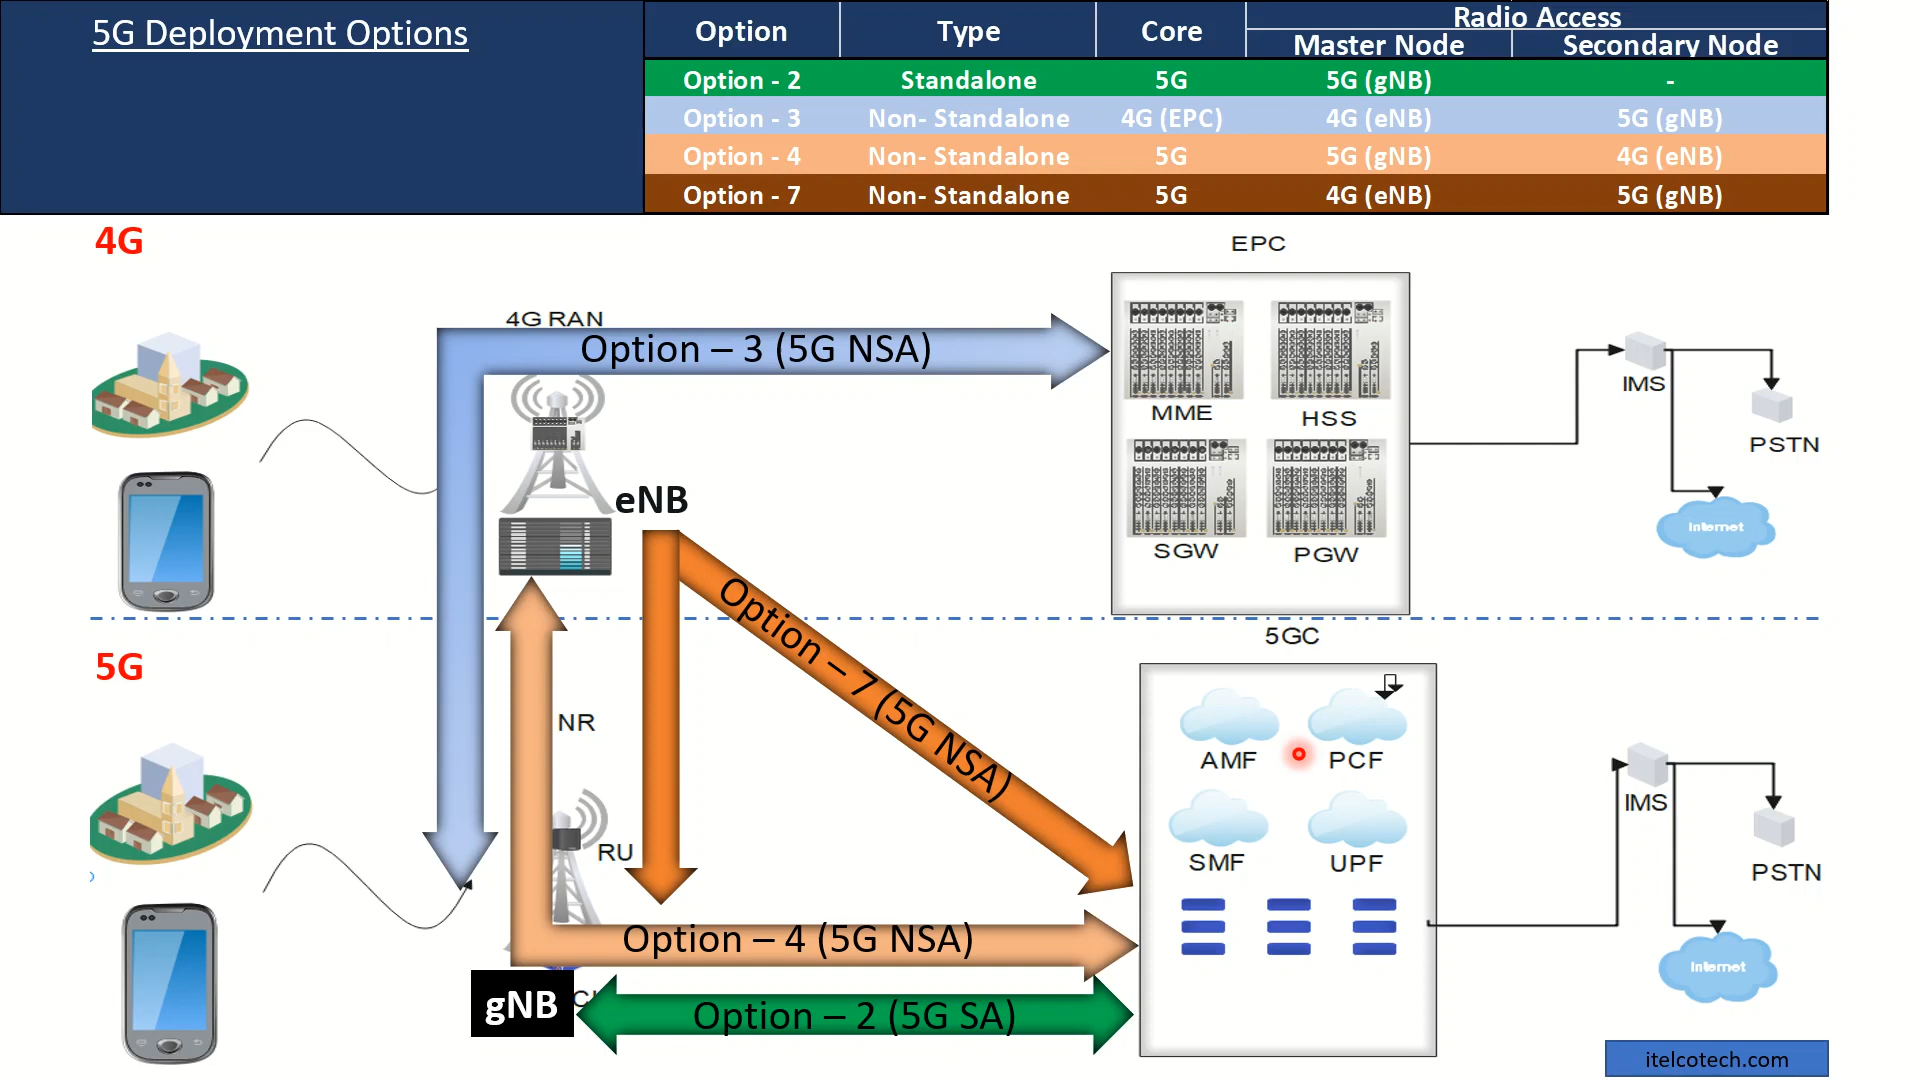 5G Deployment Options
Option Type Core Radio Access
Master Node Secondary Node
Option - 2 Standalone 5G 5G (gNB) -
Option - 3 Non- Standalone 4G (EPC) 4G (eNB) 5G (gNB)
Option - 4 Non- Standalone 5G 5G (gNB) 4G (eNB)
Option - 7 Non- Standalone 5G 4G (eNB) 5G (gNB)
4G
EPC
4G RAN
Option – 3 (5G NSA)
MME
HSS
IMS
PSTN
eNB
SGW
PGW
Internet
Option – 7 (5G NSA)
5GC
5G
NR
AMF
PCF
RU
SMF
UPF
IMS
PSTN
Option – 4 (5G NSA)
Internet
gNB
Option – 2 (5G SA)
itelcotech.com